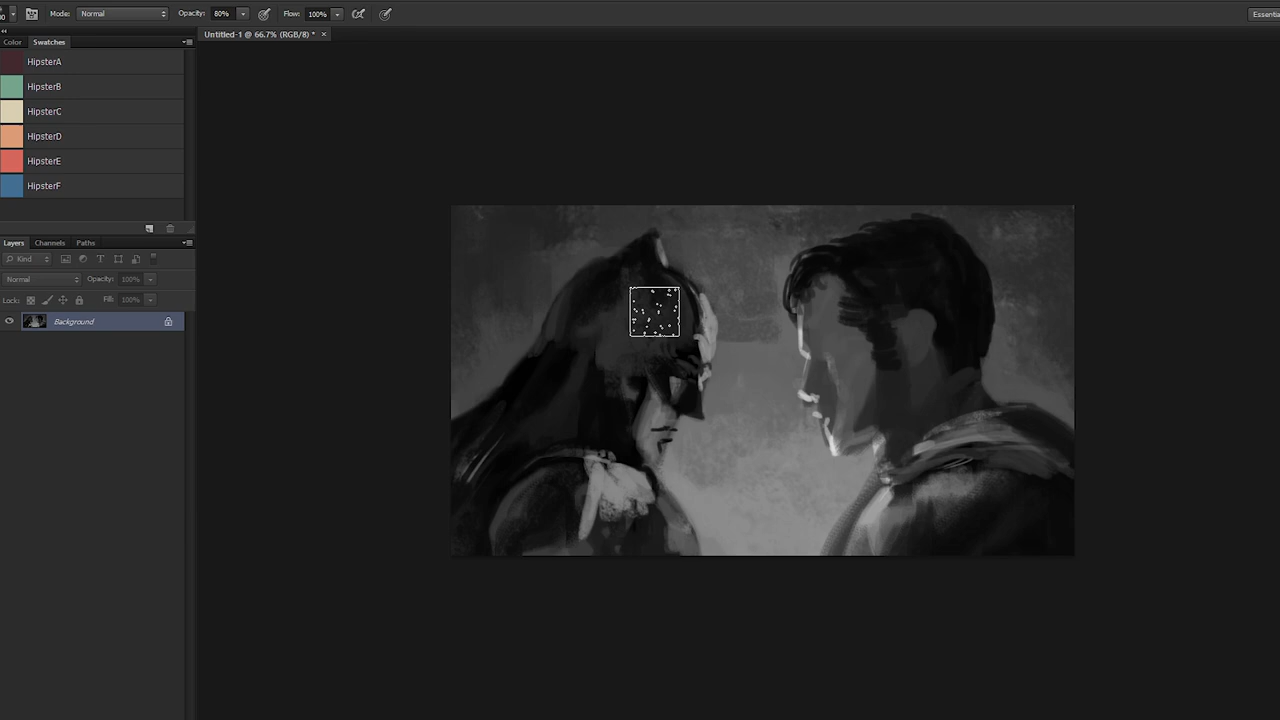 Mode: Normal Opacity: 80% Flow: 100% Essentia
Untitled-1 @ 66.7% (RGB/8) * ×
Color Swatches
HipsterA
HipsterB
HipsterC
HipsterD
HipsterE
HipsterF
Layers Channels Paths
Kind
Normal Opacity: 100%
Lock: Fill: 100%
Background